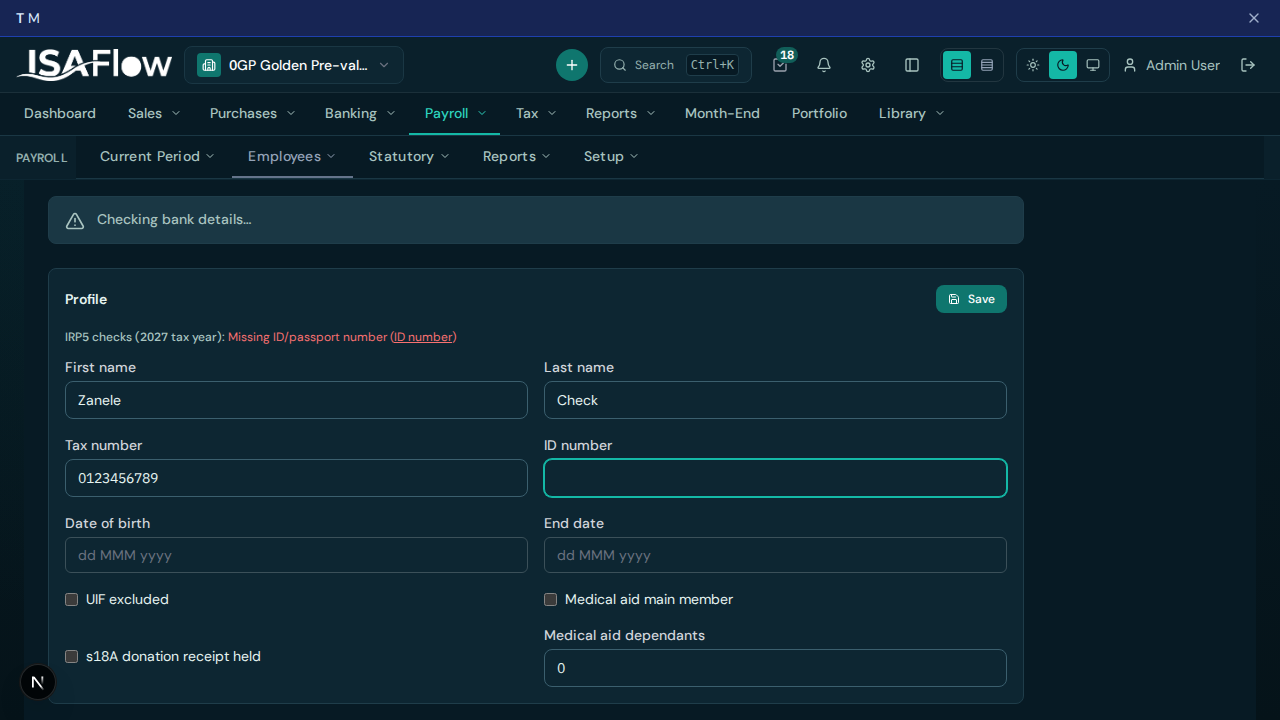 T M
ISAFlow
0GP Golden Pre-val...
Search Ctrl+K
18
Admin User
Dashboard Sales Purchases Banking Payroll Tax Reports Month-End Portfolio Library
PAYROLL Current Period Employees Statutory Reports Setup
Checking bank details...
Profile
Save
IRP5 checks (2027 tax year): Missing ID/passport number (ID number)
First name Last name
Zanele Check
Tax number ID number
0123456789
Date of birth End date
dd MMM yyyy dd MMM yyyy
UIF excluded Medical aid main member
Medical aid dependants
s18A donation receipt held
0
N